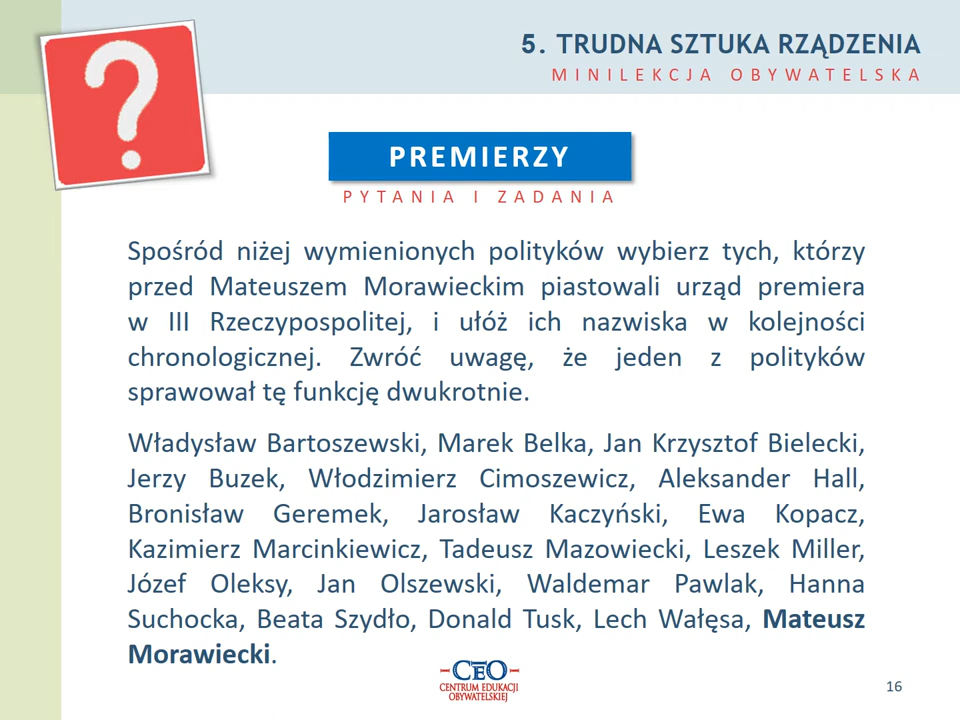 5. TRUDNA SZTUKA RZĄDZENIA
MINILEKCJA OBYWATELSKA
?
PREMIERZY
PYTANIA I ZADANIA
Spośród niżej wymienionych polityków wybierz tych, którzy
przed Mateuszem Morawieckim piastowali urząd premiera
w III Rzeczypospolitej, i ułóż ich nazwiska w kolejności
chronologicznej. Zwróć uwagę, że jeden z polityków
sprawował tę funkcję dwukrotnie.
Władysław Bartoszewski, Marek Belka, Jan Krzysztof Bielecki,
Jerzy Buzek, Włodzimierz Cimoszewicz, Aleksander Hall,
Bronisław Geremek, Jarosław Kaczyński, Ewa Kopacz,
Kazimierz Marcinkiewicz, Tadeusz Mazowiecki, Leszek Miller,
Józef Oleksy, Jan Olszewski, Waldemar Pawlak, Hanna
Suchocka, Beata Szydło, Donald Tusk, Lech Wałęsa, Mateusz
Morawiecki.
CEO
CENTRUM EDUKACJI
OBYWATELSKIEJ
16